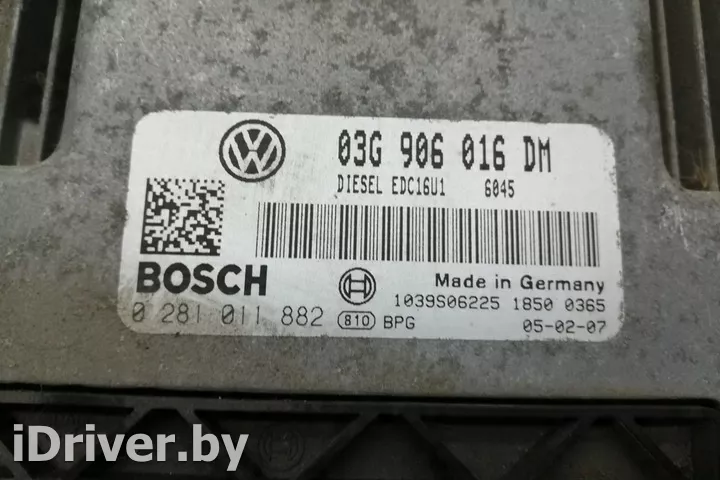 03G 906 016 DM
DIESEL EDC16U1 6045
BOSCH
Made in Germany
1039S06225 1850 0365
0 281 011 882 810 BPG 05-02-07
iDriver.by